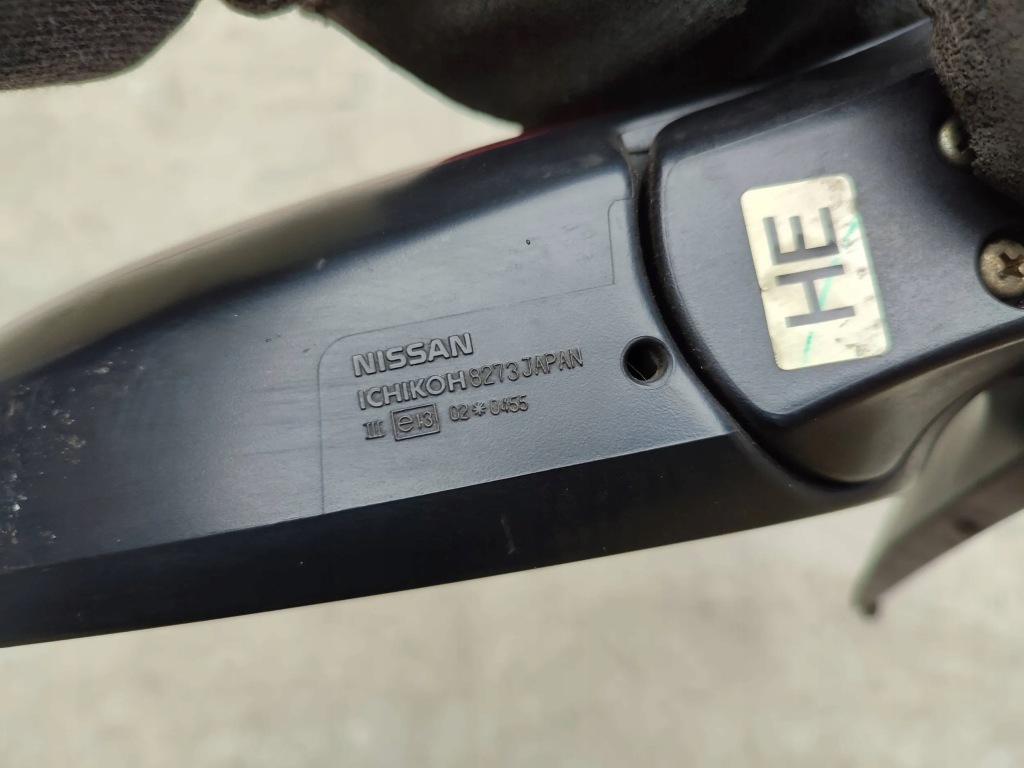 NISSAN
ICHIKOH 8273 JAPAN
III e13 02*0455
HE